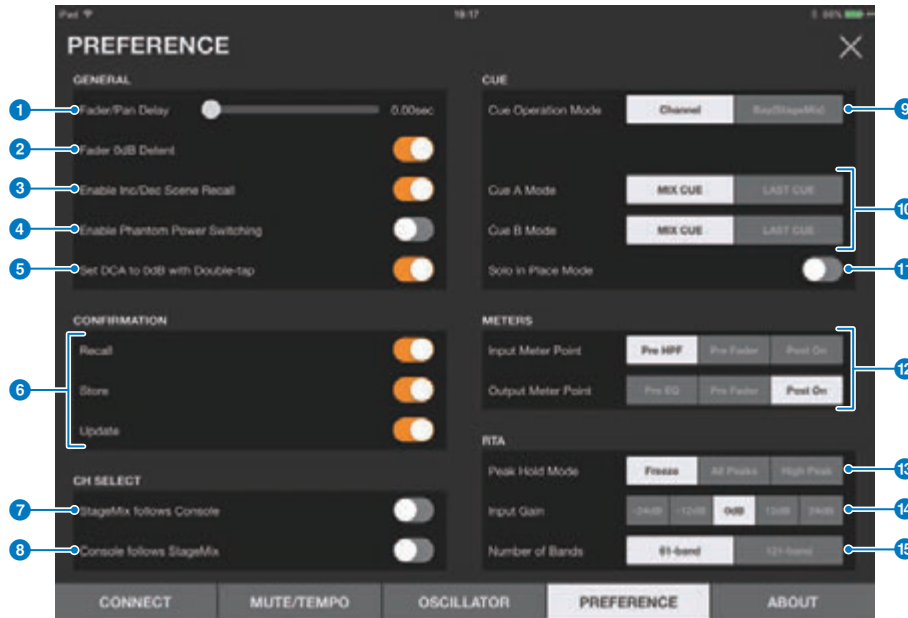 iPad 16:17 86%
PREFERENCE
GENERAL
1 Fader/Pan Delay 0.00sec
2 Fader 0dB Detent
3 Enable Inc/Dec Scene Recall
4 Enable Phantom Power Switching
5 Set DCA to 0dB with Double-tap
CONFIRMATION
6
Recall
Store
Update
CH SELECT
7 StageMix follows Console
8 Console follows StageMix
CUE
Cue Operation Mode Channel Bus(StageMix) 9
Cue A Mode MIX CUE LAST CUE
10
Cue B Mode MIX CUE LAST CUE
Solo in Place Mode 11
METERS
Input Meter Point Pre HPF Pre Fader Post On
12
Output Meter Point Pre EQ Pre Fader Post On
RTA
Peak Hold Mode Freeze All Peaks High Peak 13
Input Gain -24dB -12dB 0dB 12dB 24dB 14
Number of Bands 61-band 121-band 15
CONNECT MUTE/TEMPO OSCILLATOR PREFERENCE ABOUT